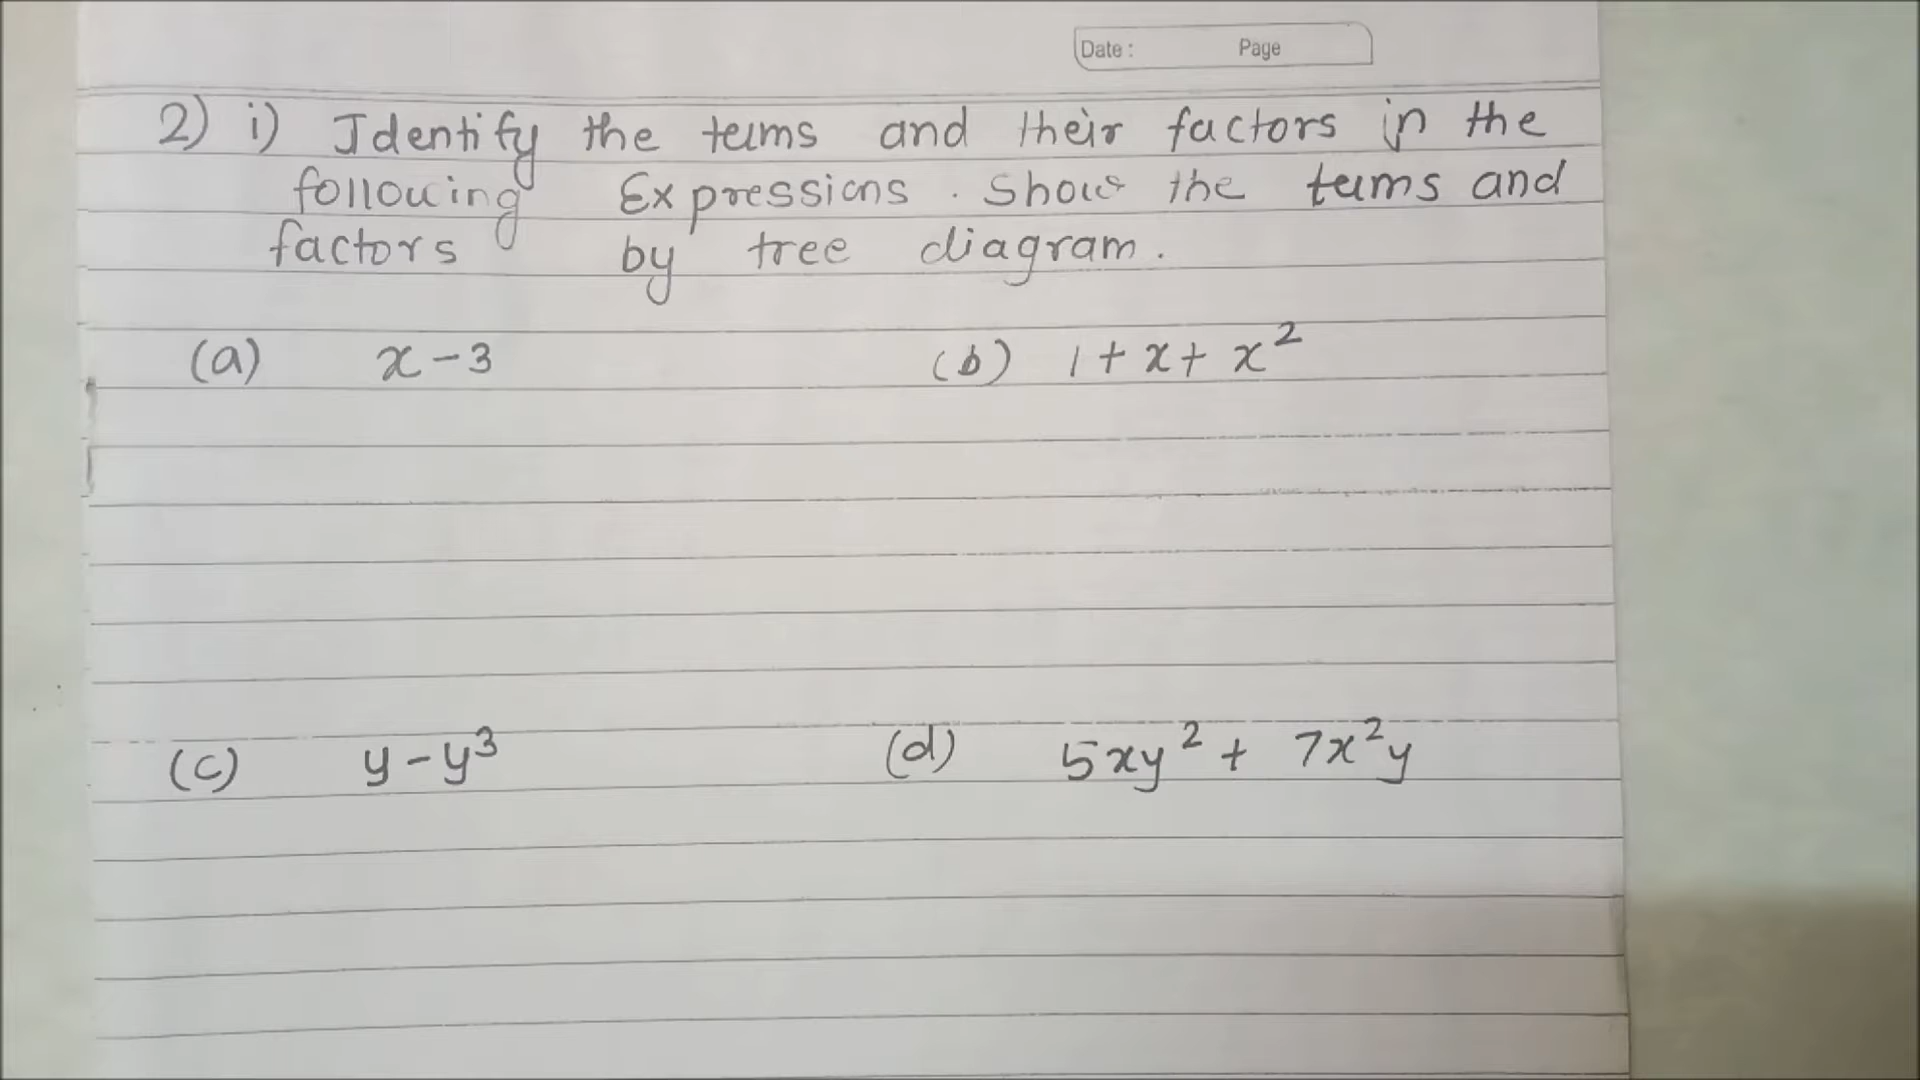 Date : Page
2) i) Identify the terms and their factors in the
following Expressions. Show the terms and
factors by tree diagram.
(a) x - 3 (b) 1 + x + x²
(c) y - y³ (d) 5xy² + 7x²y